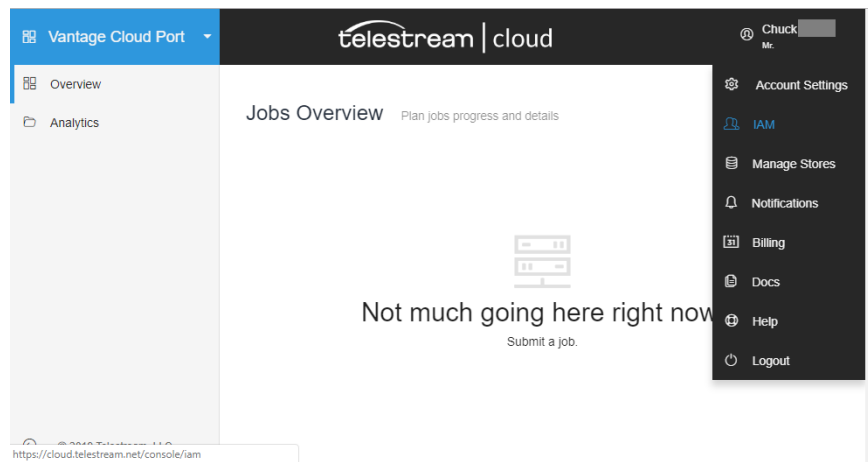 Vantage Cloud Port
telestream | cloud
Chuck
Mr.
Overview
Analytics
Jobs Overview
Plan jobs progress and details
Account Settings
IAM
Manage Stores
Notifications
31
Billing
Docs
Help
Logout
Not much going here right now
Submit a job.
https://cloud.telestream.net/console/iam